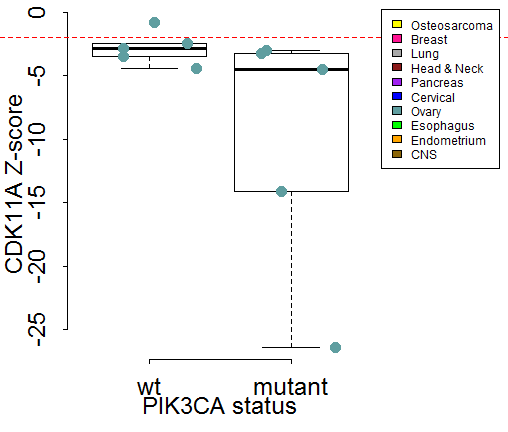 0
-5
-10
-15
-20
-25
CDK11A Z-score
wt
mutant
PIK3CA status
Osteosarcoma
Breast
Lung
Head & Neck
Pancreas
Cervical
Ovary
Esophagus
Endometrium
CNS